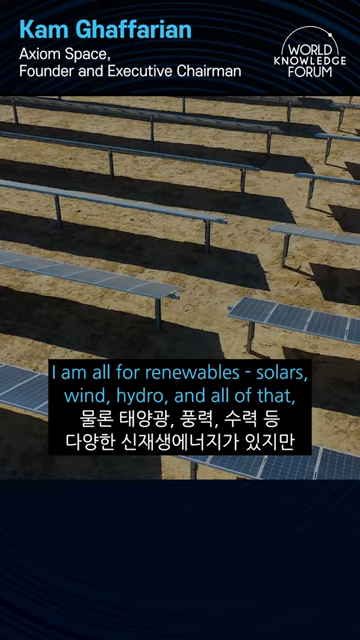 Kam Ghaffarian
Axiom Space,
Founder and Executive Chairman
WORLD
KNOWLEDGE
FORUM
I am all for renewables - solars,
wind, hydro, and all of that,
물론 태양광, 풍력, 수력 등
다양한 신재생에너지가 있지만